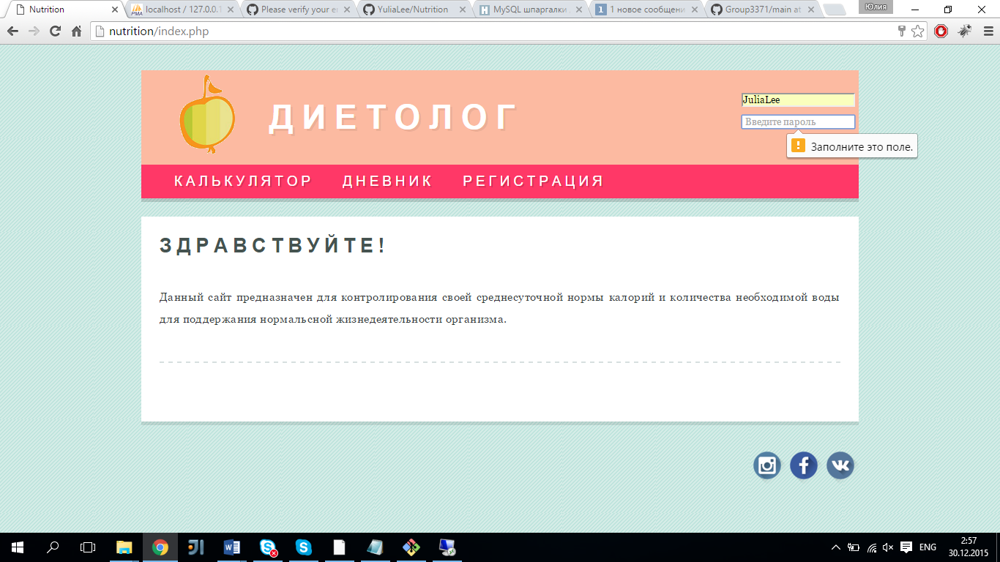 Nutrition
localhost / 127.0.0.1
Please verify your em
YuliaLee/Nutrition
MySQL шпаргалки
1 новое сообщени
Group3371/main at
Юлия
nutrition/index.php
ДИЕТОЛОГ
JuliaLee
Введите пароль
Заполните это поле.
КАЛЬКУЛЯТОР ДНЕВНИК РЕГИСТРАЦИЯ
ЗДРАВСТВУЙТЕ!
Данный сайт предназначен для контролирования своей среднесуточной нормы калорий и количества необходимой воды
для поддержания нормальсной жизнедеятельности организма.
ENG
2:57
30.12.2015